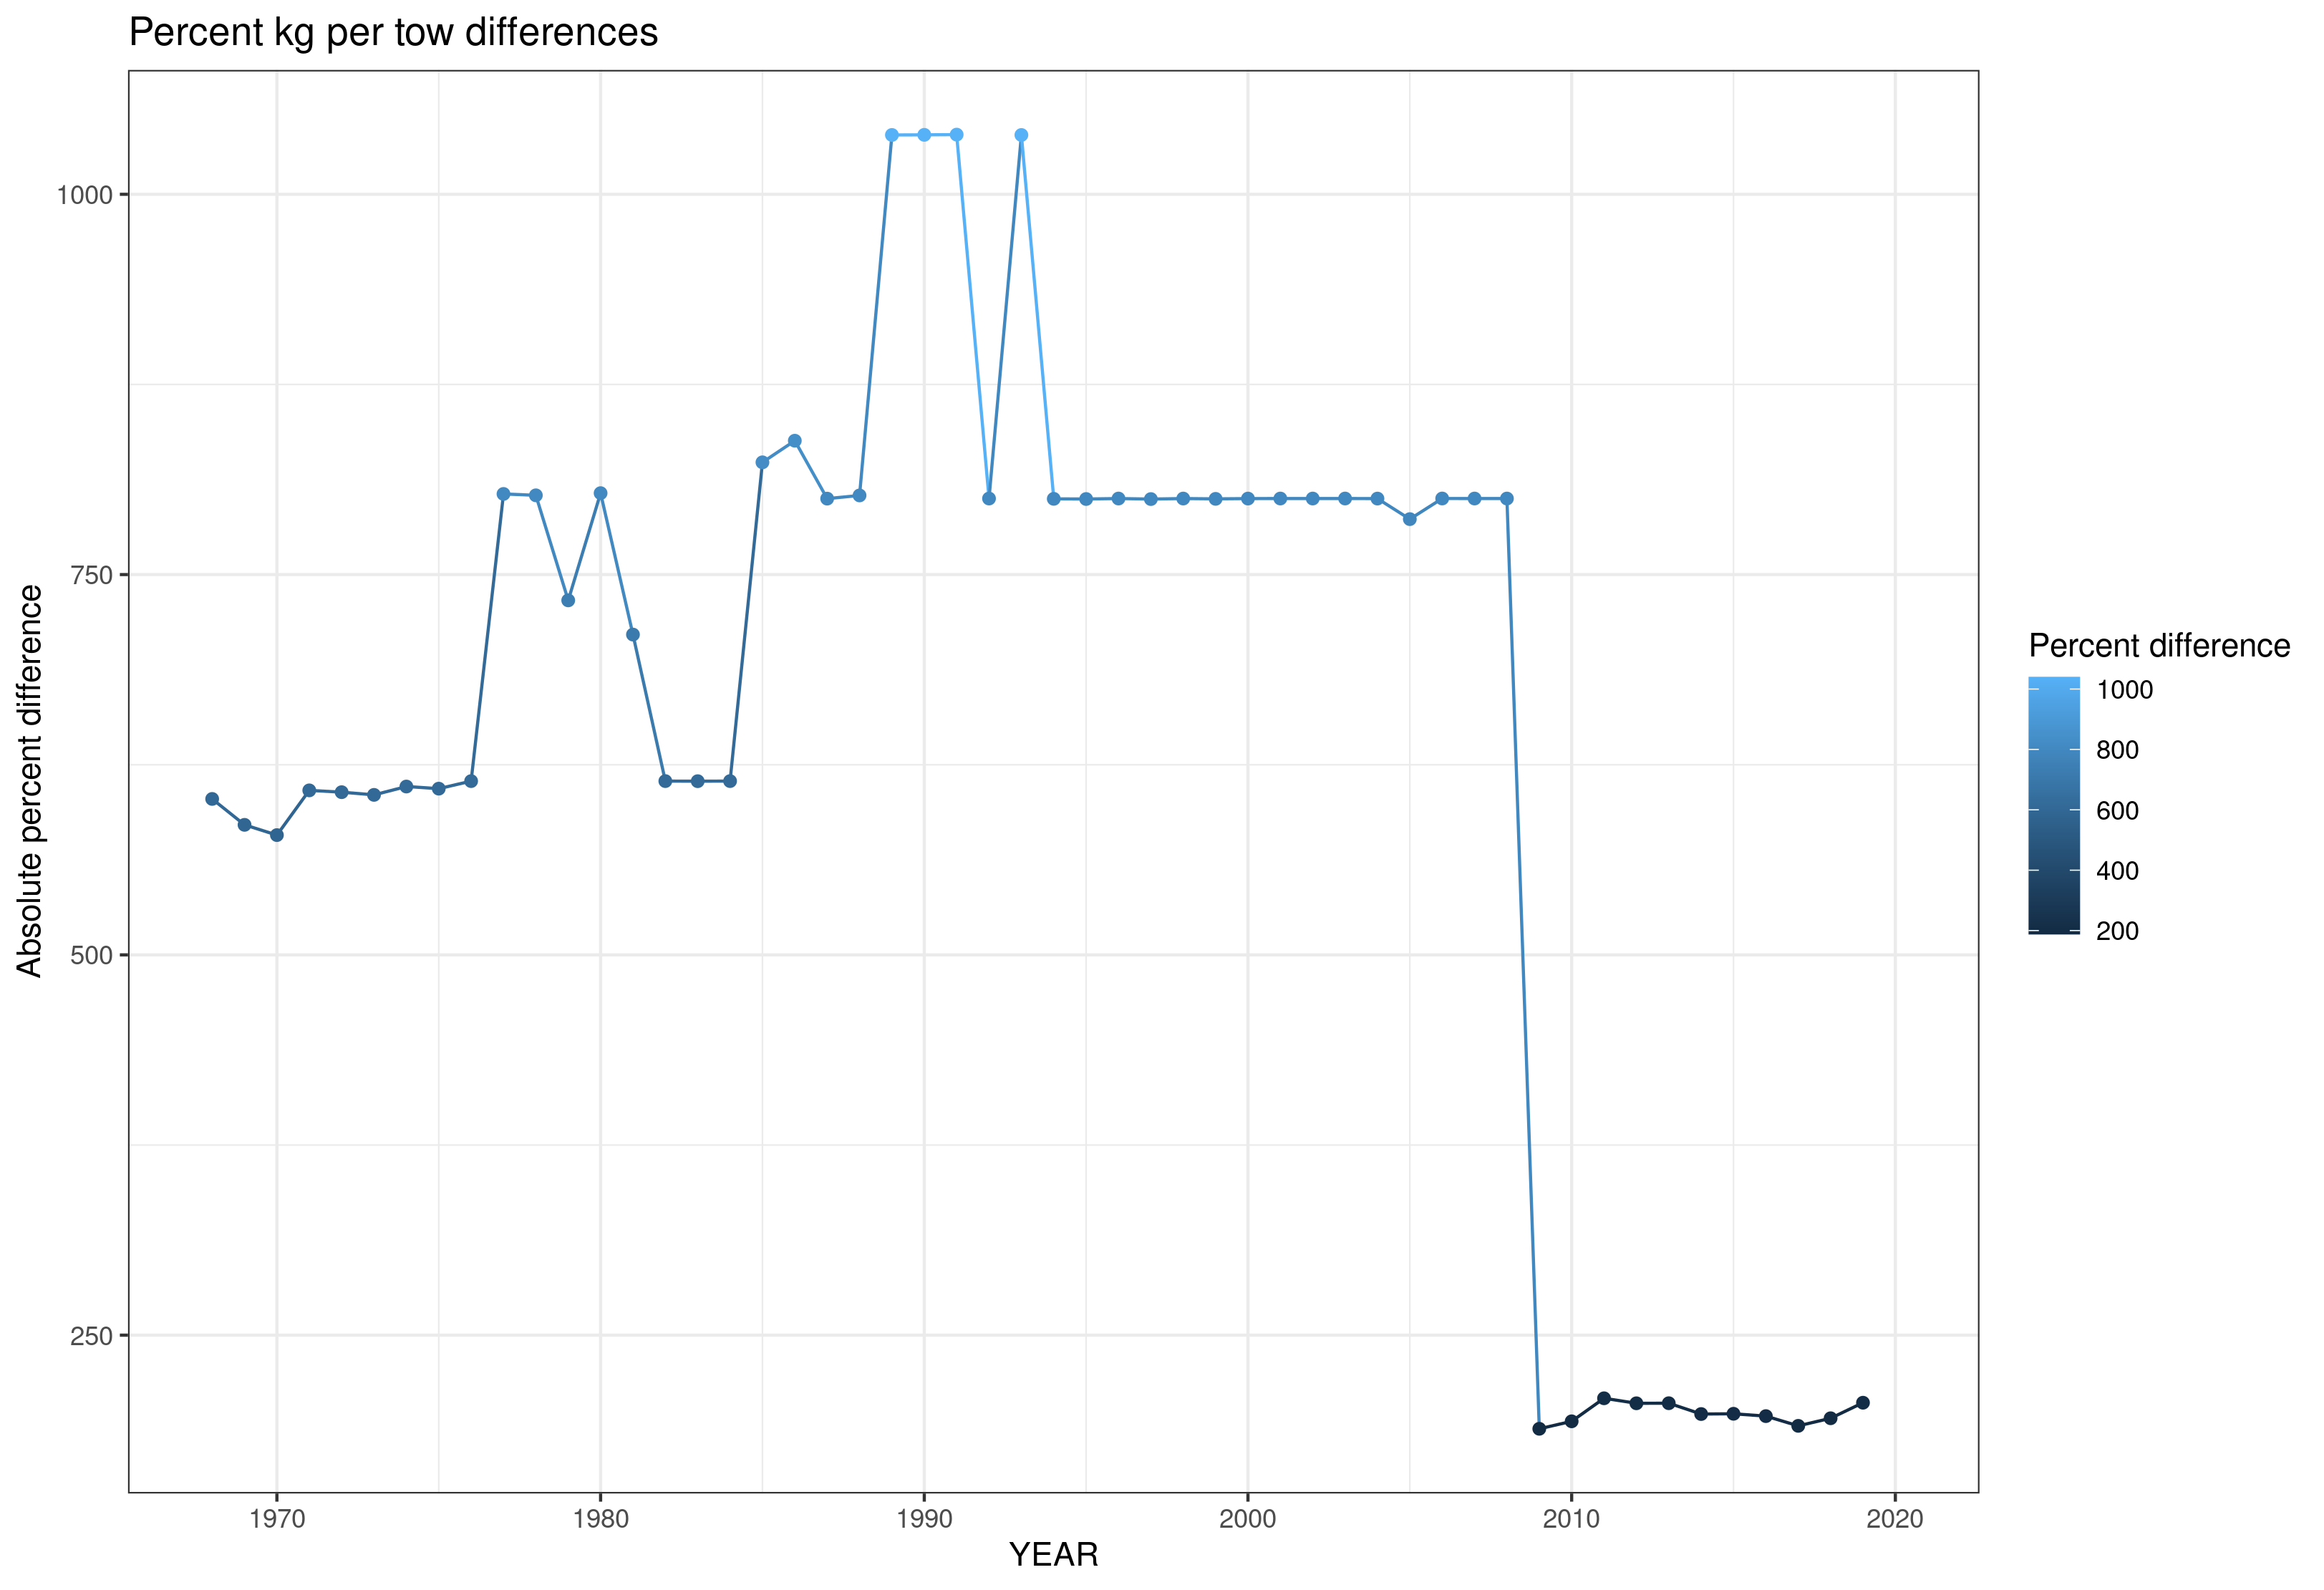 Percent kg per tow differences
Absolute percent difference
1000
750
500
250
1970 1980 1990 2000 2010 2020
YEAR
Percent difference
1000
800
600
400
200